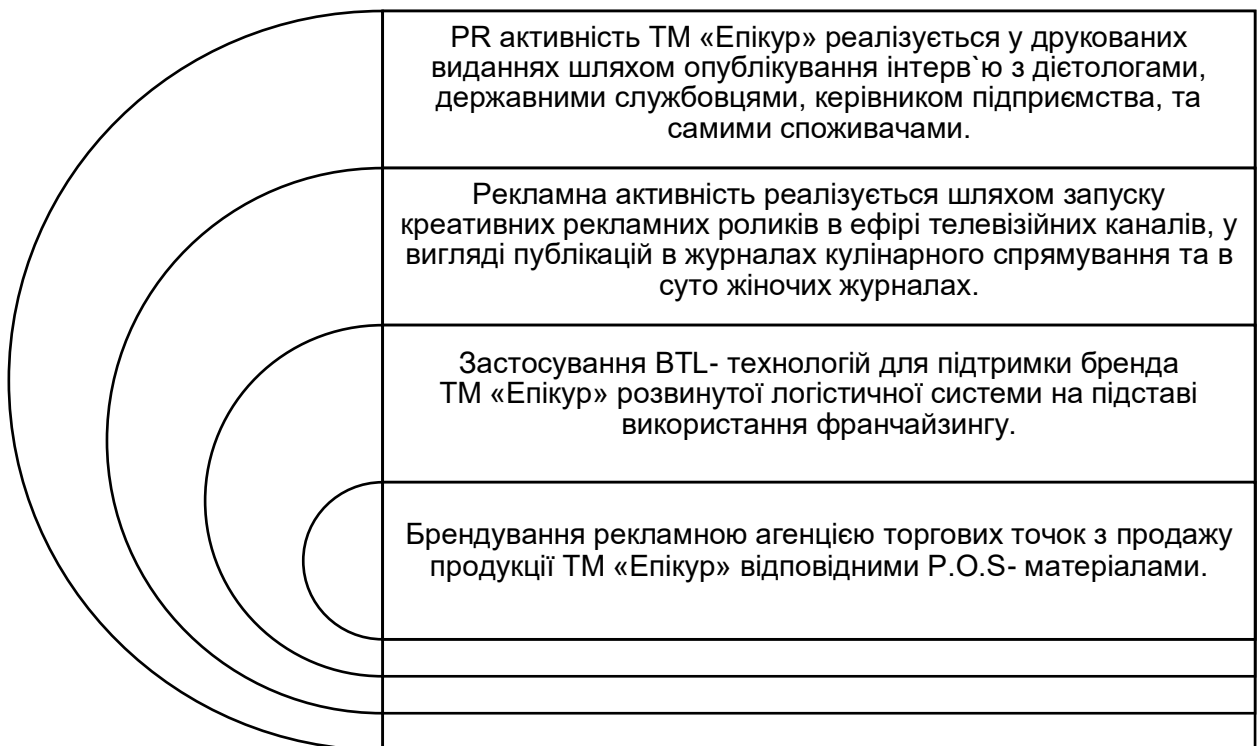 PR активність ТМ «Епікур» реалізується у друкованих
виданнях шляхом опублікування інтерв`ю з дієтологами,
державними службовцями, керівником підприємства, та
самими споживачами.
Рекламна активність реалізується шляхом запуску
креативних рекламних роликів в ефірі телевізійних каналів, у
вигляді публікацій в журналах кулінарного спрямування та в
суто жіночих журналах.
Застосування BTL- технологій для підтримки бренда
ТМ «Епікур» розвинутої логістичної системи на підставі
використання франчайзингу.
Брендування рекламною агенцією торгових точок з продажу
продукції ТМ «Епікур» відповідними P.O.S- матеріалами.